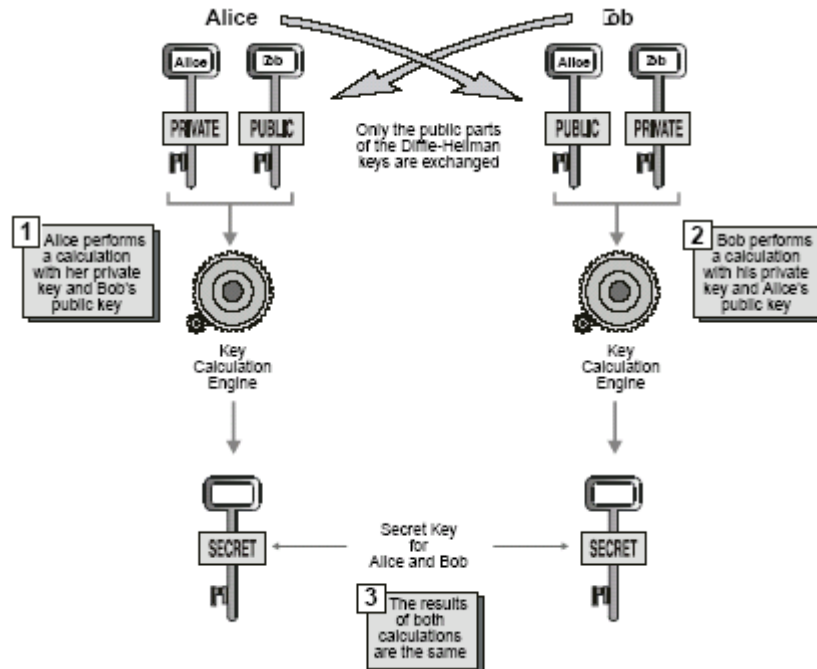 Alice
Bob
Alice
Bob
PRIVATE
PUBLIC
Alice
Bob
PUBLIC
PRIVATE
Only the public parts
of the Diffie-Hellman
keys are exchanged
1
Alice performs
a calculation
with her private
key and Bob's
public key
2
Bob performs
a calculation
with his private
key and Alice's
public key
Key
Calculation
Engine
Key
Calculation
Engine
SECRET
Secret Key
for
Alice and Bob
SECRET
3
The results
of both
calculations
are the same